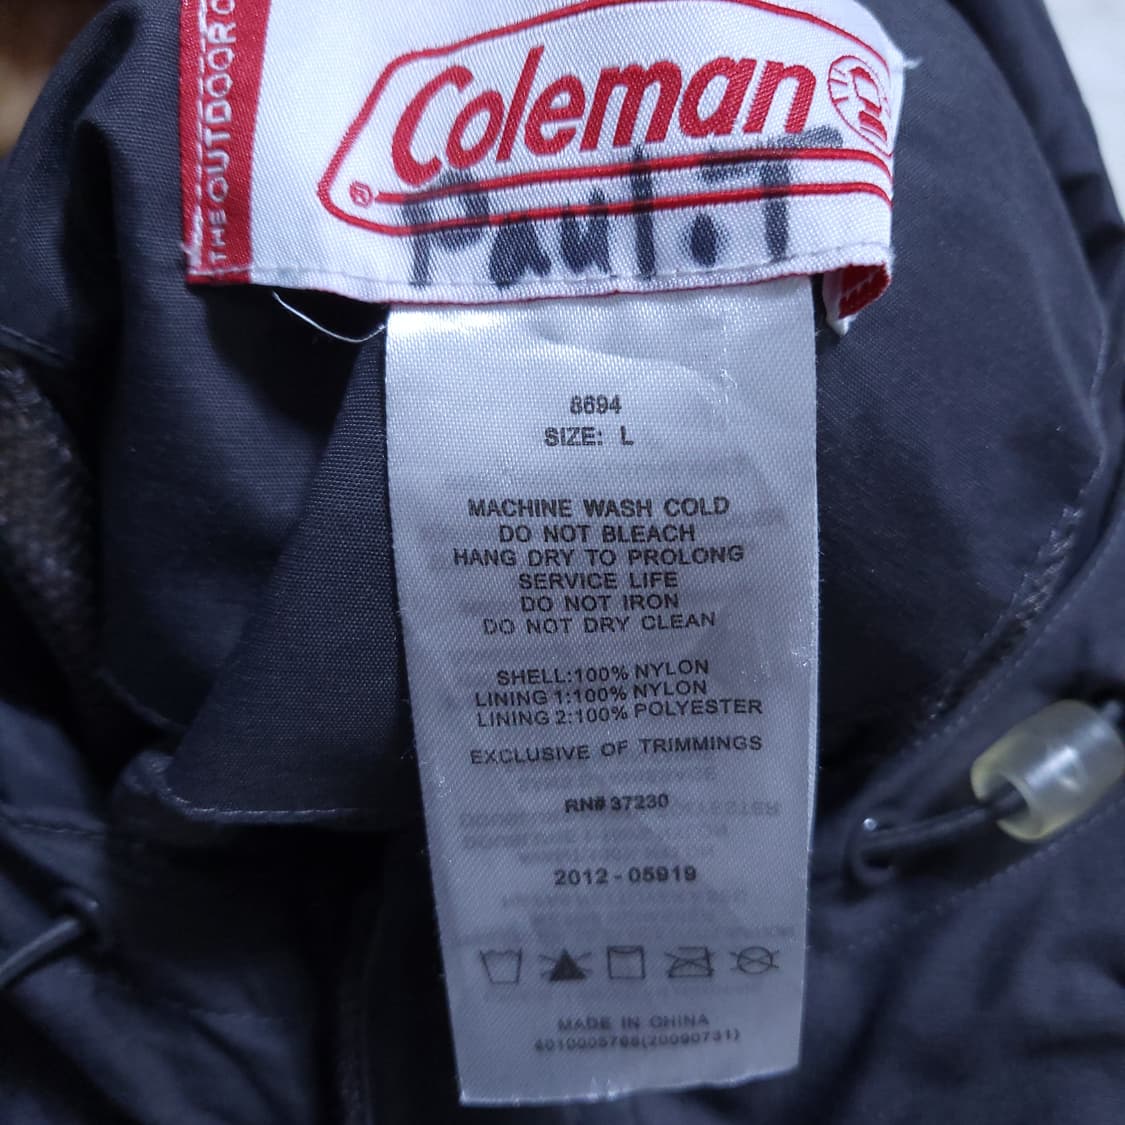 THE OUTDOOR
Coleman
®
Paul.T
8694
SIZE: L
MACHINE WASH COLD
DO NOT BLEACH
HANG DRY TO PROLONG
SERVICE LIFE
DO NOT IRON
DO NOT DRY CLEAN
SHELL:100% NYLON
LINING 1:100% NYLON
LINING 2:100% POLYESTER
EXCLUSIVE OF TRIMMINGS
RN# 37230
2012 - 05919
MADE IN CHINA